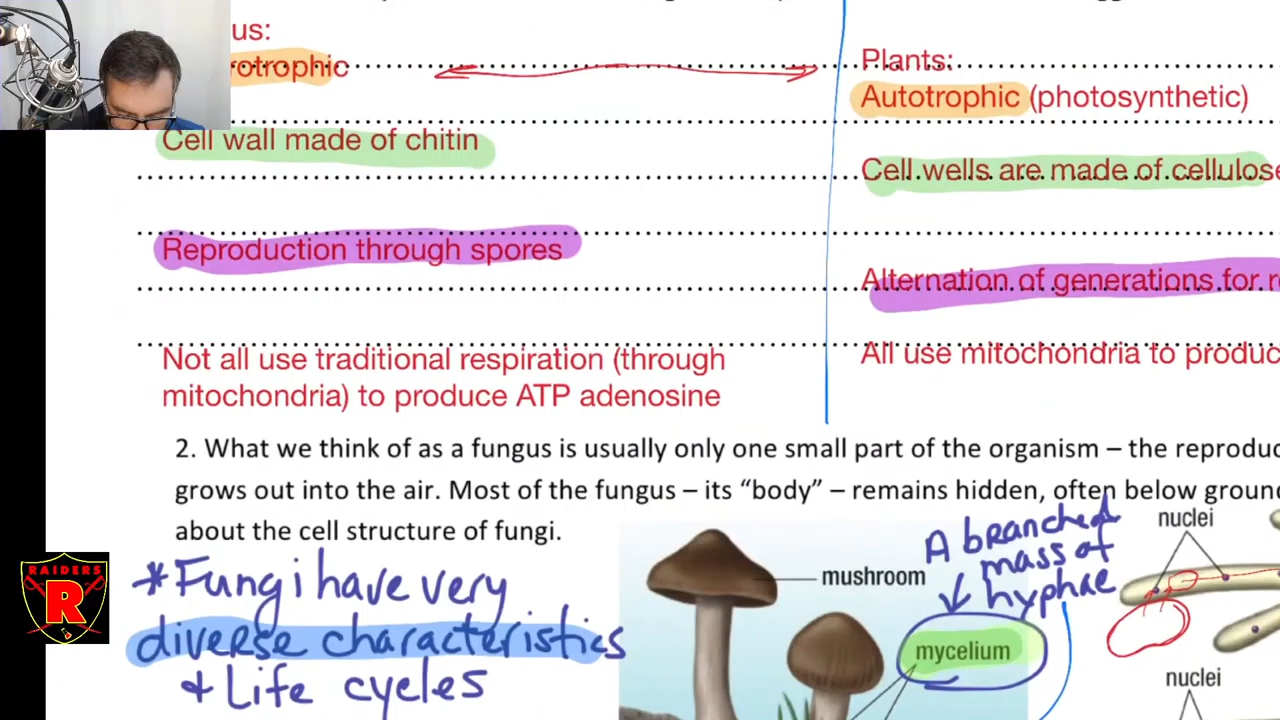 us:
rotrophic
Cell wall made of chitin
Reproduction through spores
Not all use traditional respiration (through
mitochondria) to produce ATP adenosine
Plants:
Autotrophic (photosynthetic)
Cell wells are made of cellulose
Alternation of generations for r
All use mitochondria to produc
2. What we think of as a fungus is usually only one small part of the organism – the reproduc
grows out into the air. Most of the fungus – its “body” – remains hidden, often below ground
about the cell structure of fungi.
*Fungi have very
diverse characteristics
+ Life cycles
mushroom
A branched
mass of
hyphae
mycelium
nuclei
nuclei
RAIDERS
R